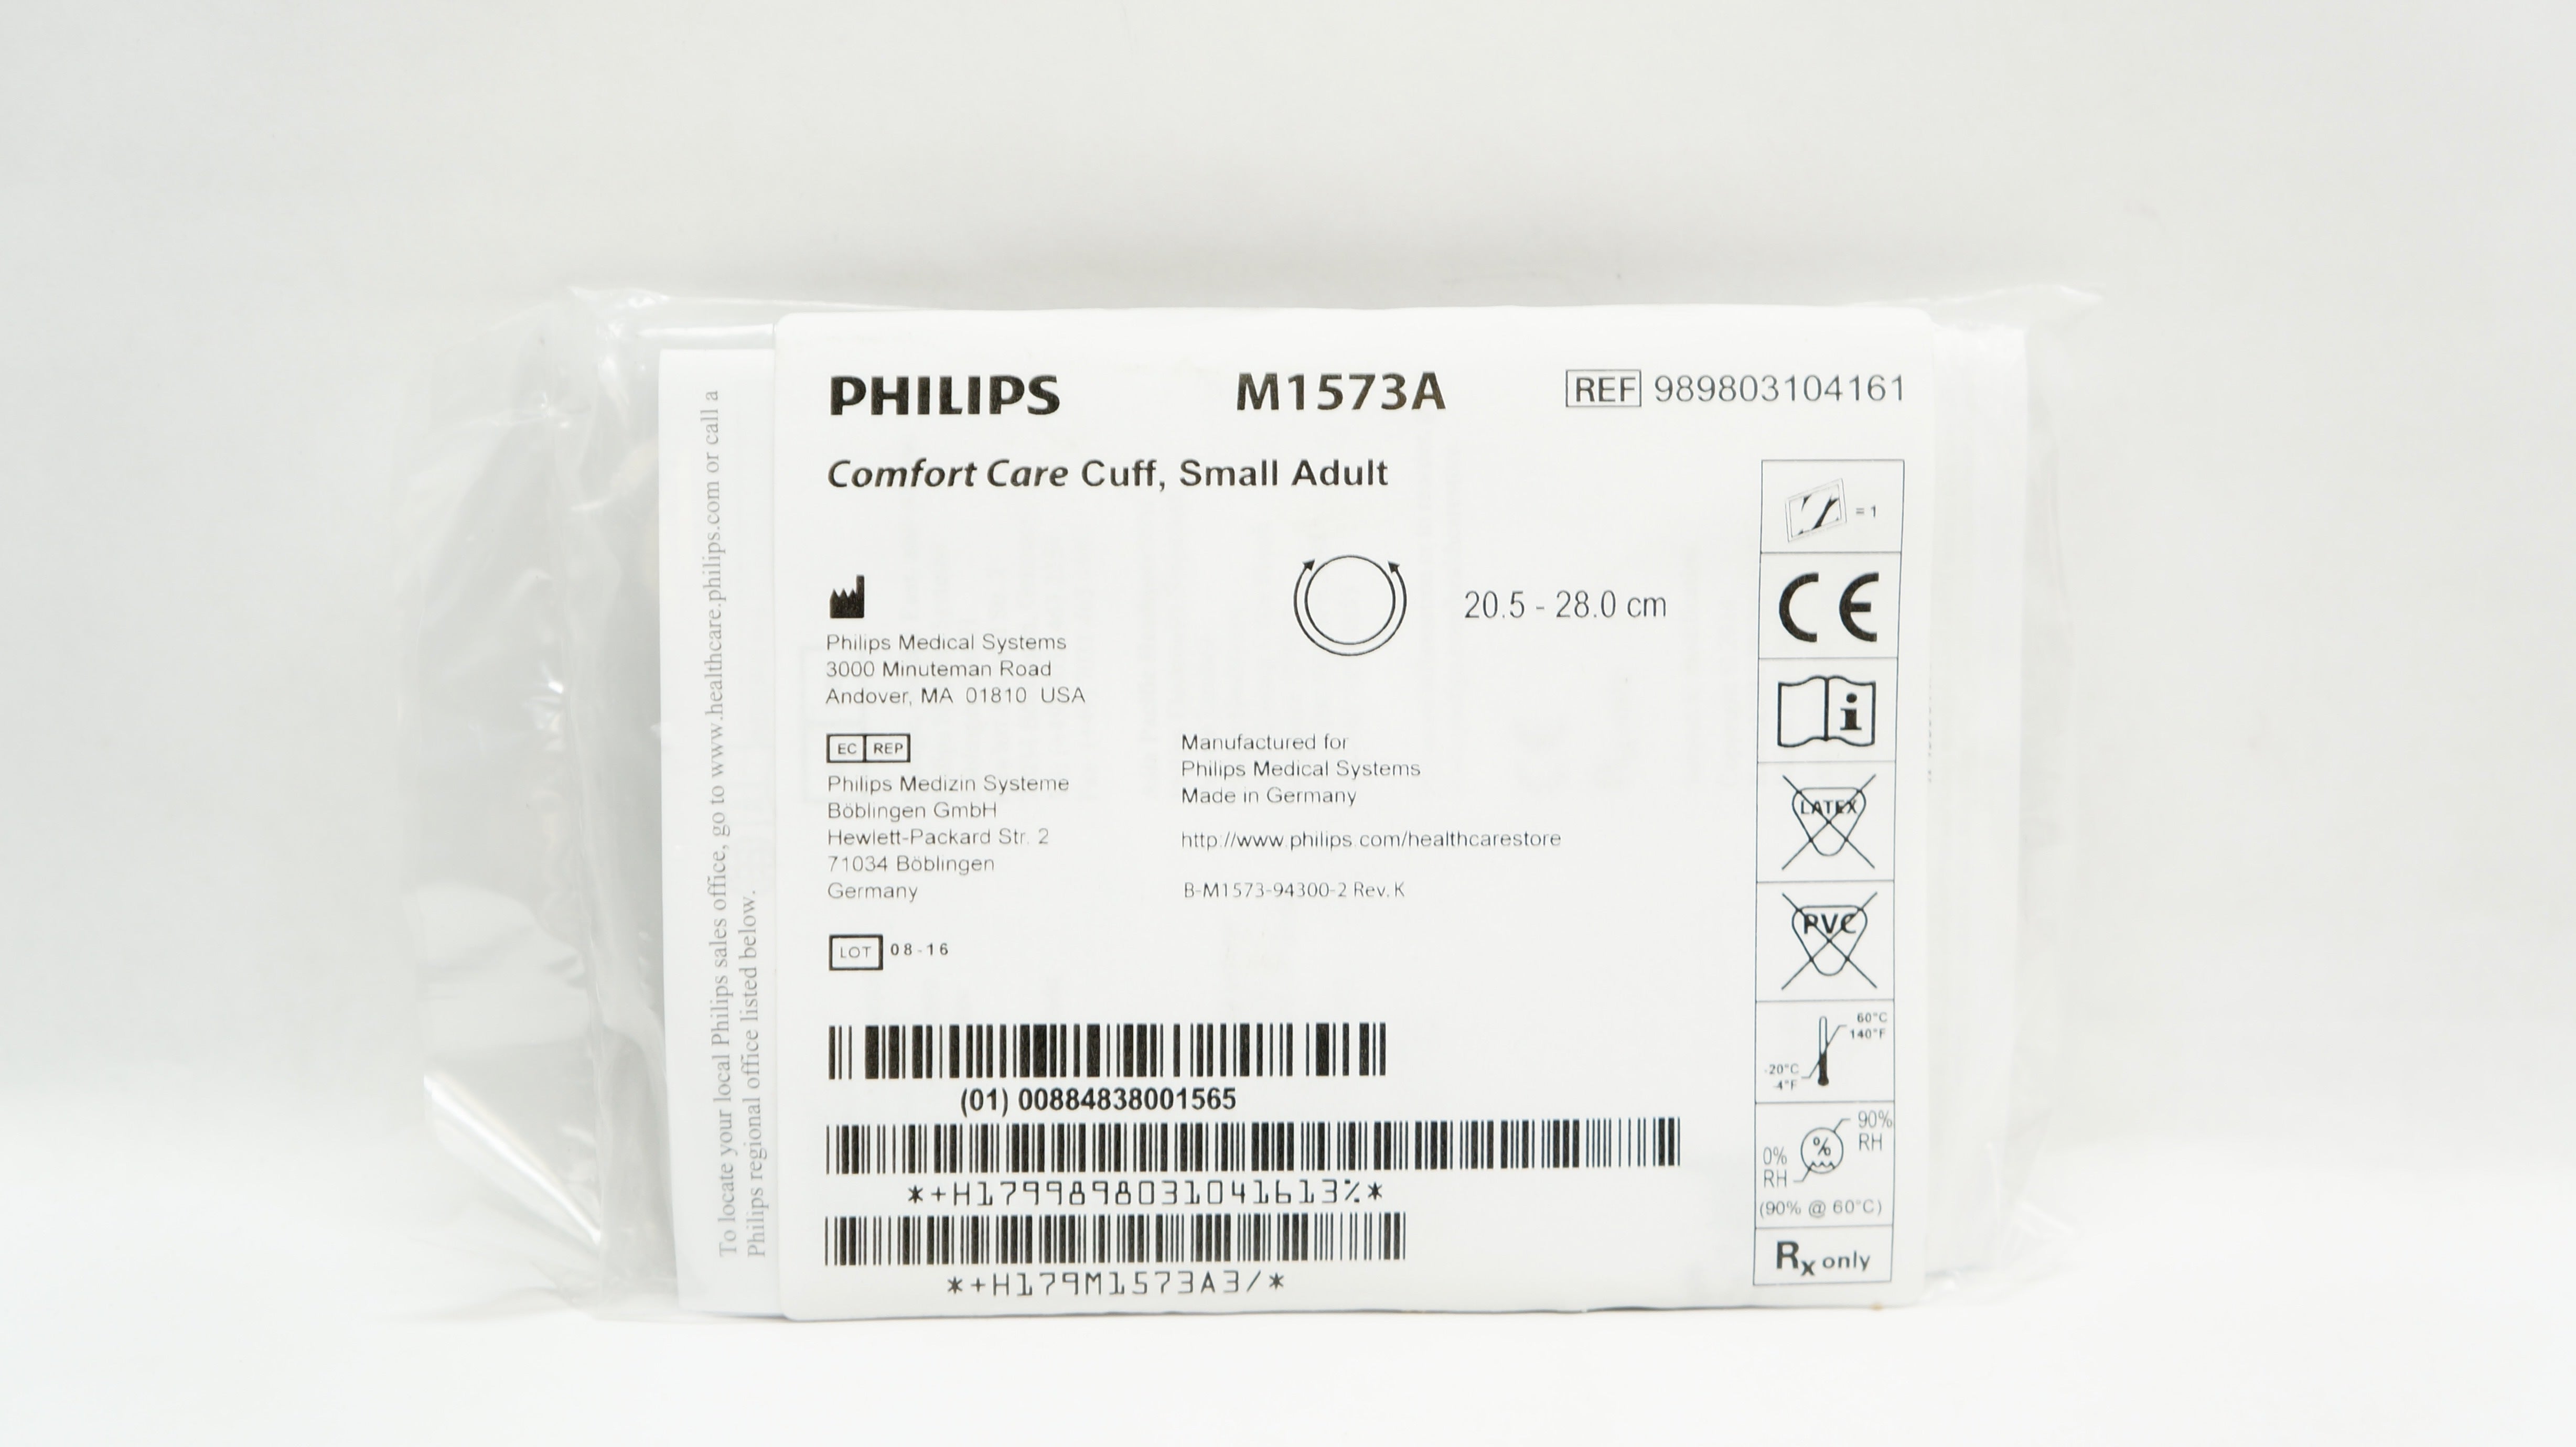 PHILIPS M1573A REF 989803104161
Comfort Care Cuff, Small Adult
= 1
20.5 - 28.0 cm
Philips Medical Systems
3000 Minuteman Road
Andover, MA 01810 USA
EC REP
Philips Medizin Systeme
Böblingen GmbH
Hewlett-Packard Str. 2
71034 Böblingen
Germany
Manufactured for
Philips Medical Systems
Made in Germany
http://www.philips.com/healthcarestore
B-M1573-94300-2 Rev. K
LOT 08-16
(01) 00884838001565
*+H1799898031041613%*
*+H179M1573A3/*
CE
i
LATEX
PVC
60°C
140°F
-20°C
-4°F
90%
RH
%
0%
RH
(90% @ 60°C)
Rx only
To locate your local Philips sales office, go to www.healthcare.philips.com or call a
Philips regional office listed below.